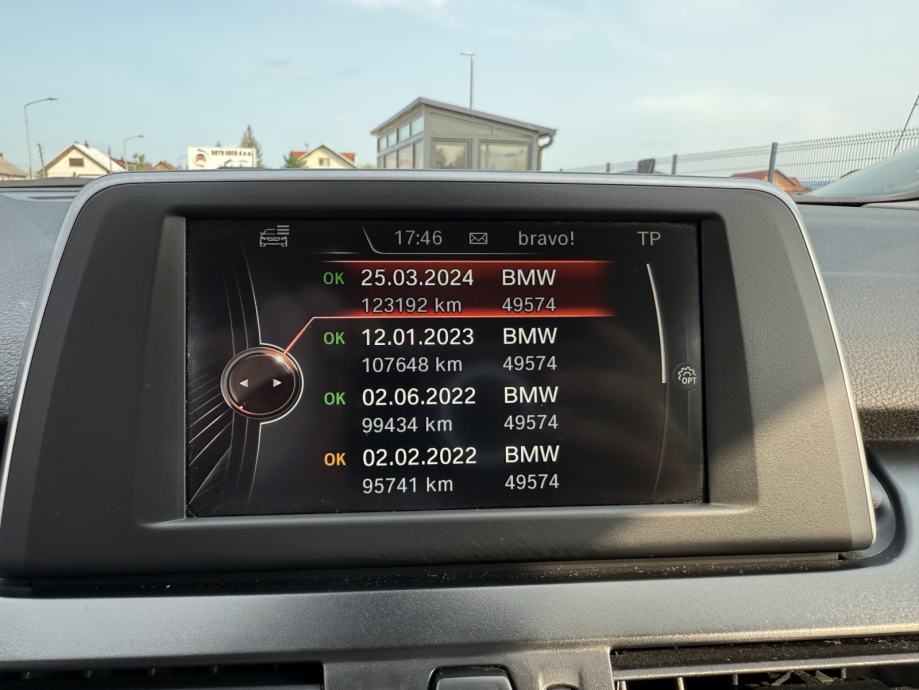 17:46 bravo! TP
OK 25.03.2024 BMW
123192 km 49574
OK 12.01.2023 BMW
107648 km 49574
OK 02.06.2022 BMW
99434 km 49574
OPT
OK 02.02.2022 BMW
95741 km 49574